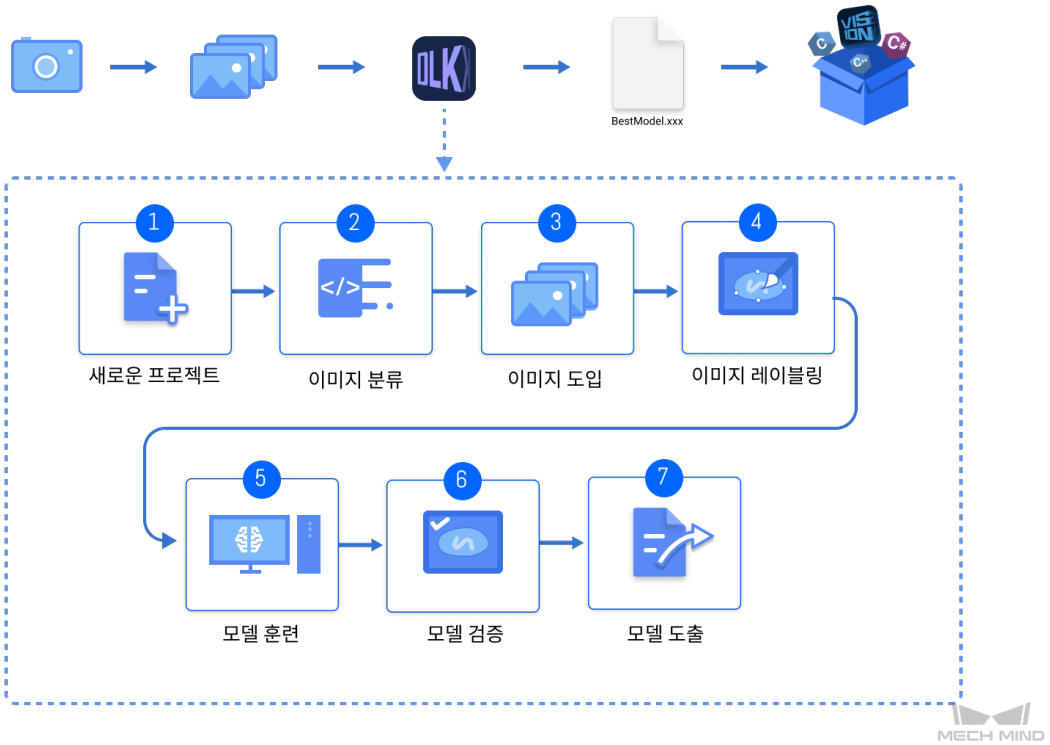 DLK
BestModel.xxx
VISION
C
C#
C++
1
2
3
4
</>
새로운 프로젝트
이미지 분류
이미지 도입
이미지 레이블링
5
6
7
모델 훈련
모델 검증
모델 도출
MECH MIND